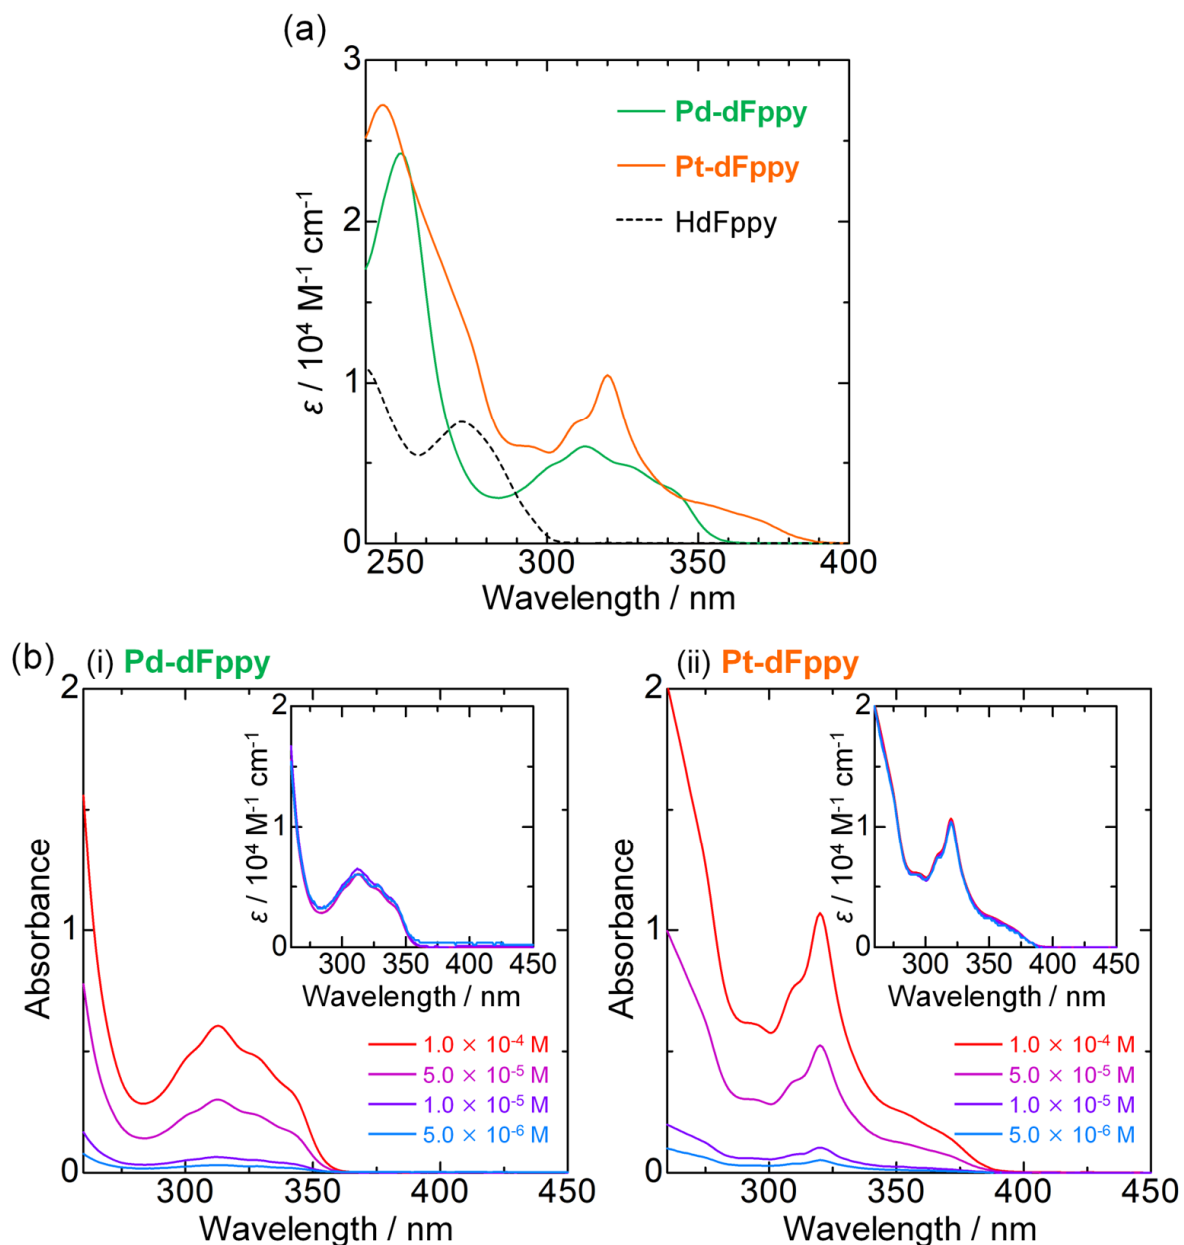 (a)
3
2
1
0
ε / 10⁴ M⁻¹ cm⁻¹
Pd-dFppy
Pt-dFppy
HdFppy
250 300 350 400
Wavelength / nm
(b) (i) Pd-dFppy
2
1
0
Absorbance
2
1
0
ε / 10⁴ M⁻¹ cm⁻¹
300 350 400 450
Wavelength / nm
1.0 × 10⁻⁴ M
5.0 × 10⁻⁵ M
1.0 × 10⁻⁵ M
5.0 × 10⁻⁶ M
300 350 400 450
Wavelength / nm
(ii) Pt-dFppy
2
1
0
Absorbance
2
1
0
ε / 10⁴ M⁻¹ cm⁻¹
300 350 400 450
Wavelength / nm
1.0 × 10⁻⁴ M
5.0 × 10⁻⁵ M
1.0 × 10⁻⁵ M
5.0 × 10⁻⁶ M
300 350 400 450
Wavelength / nm